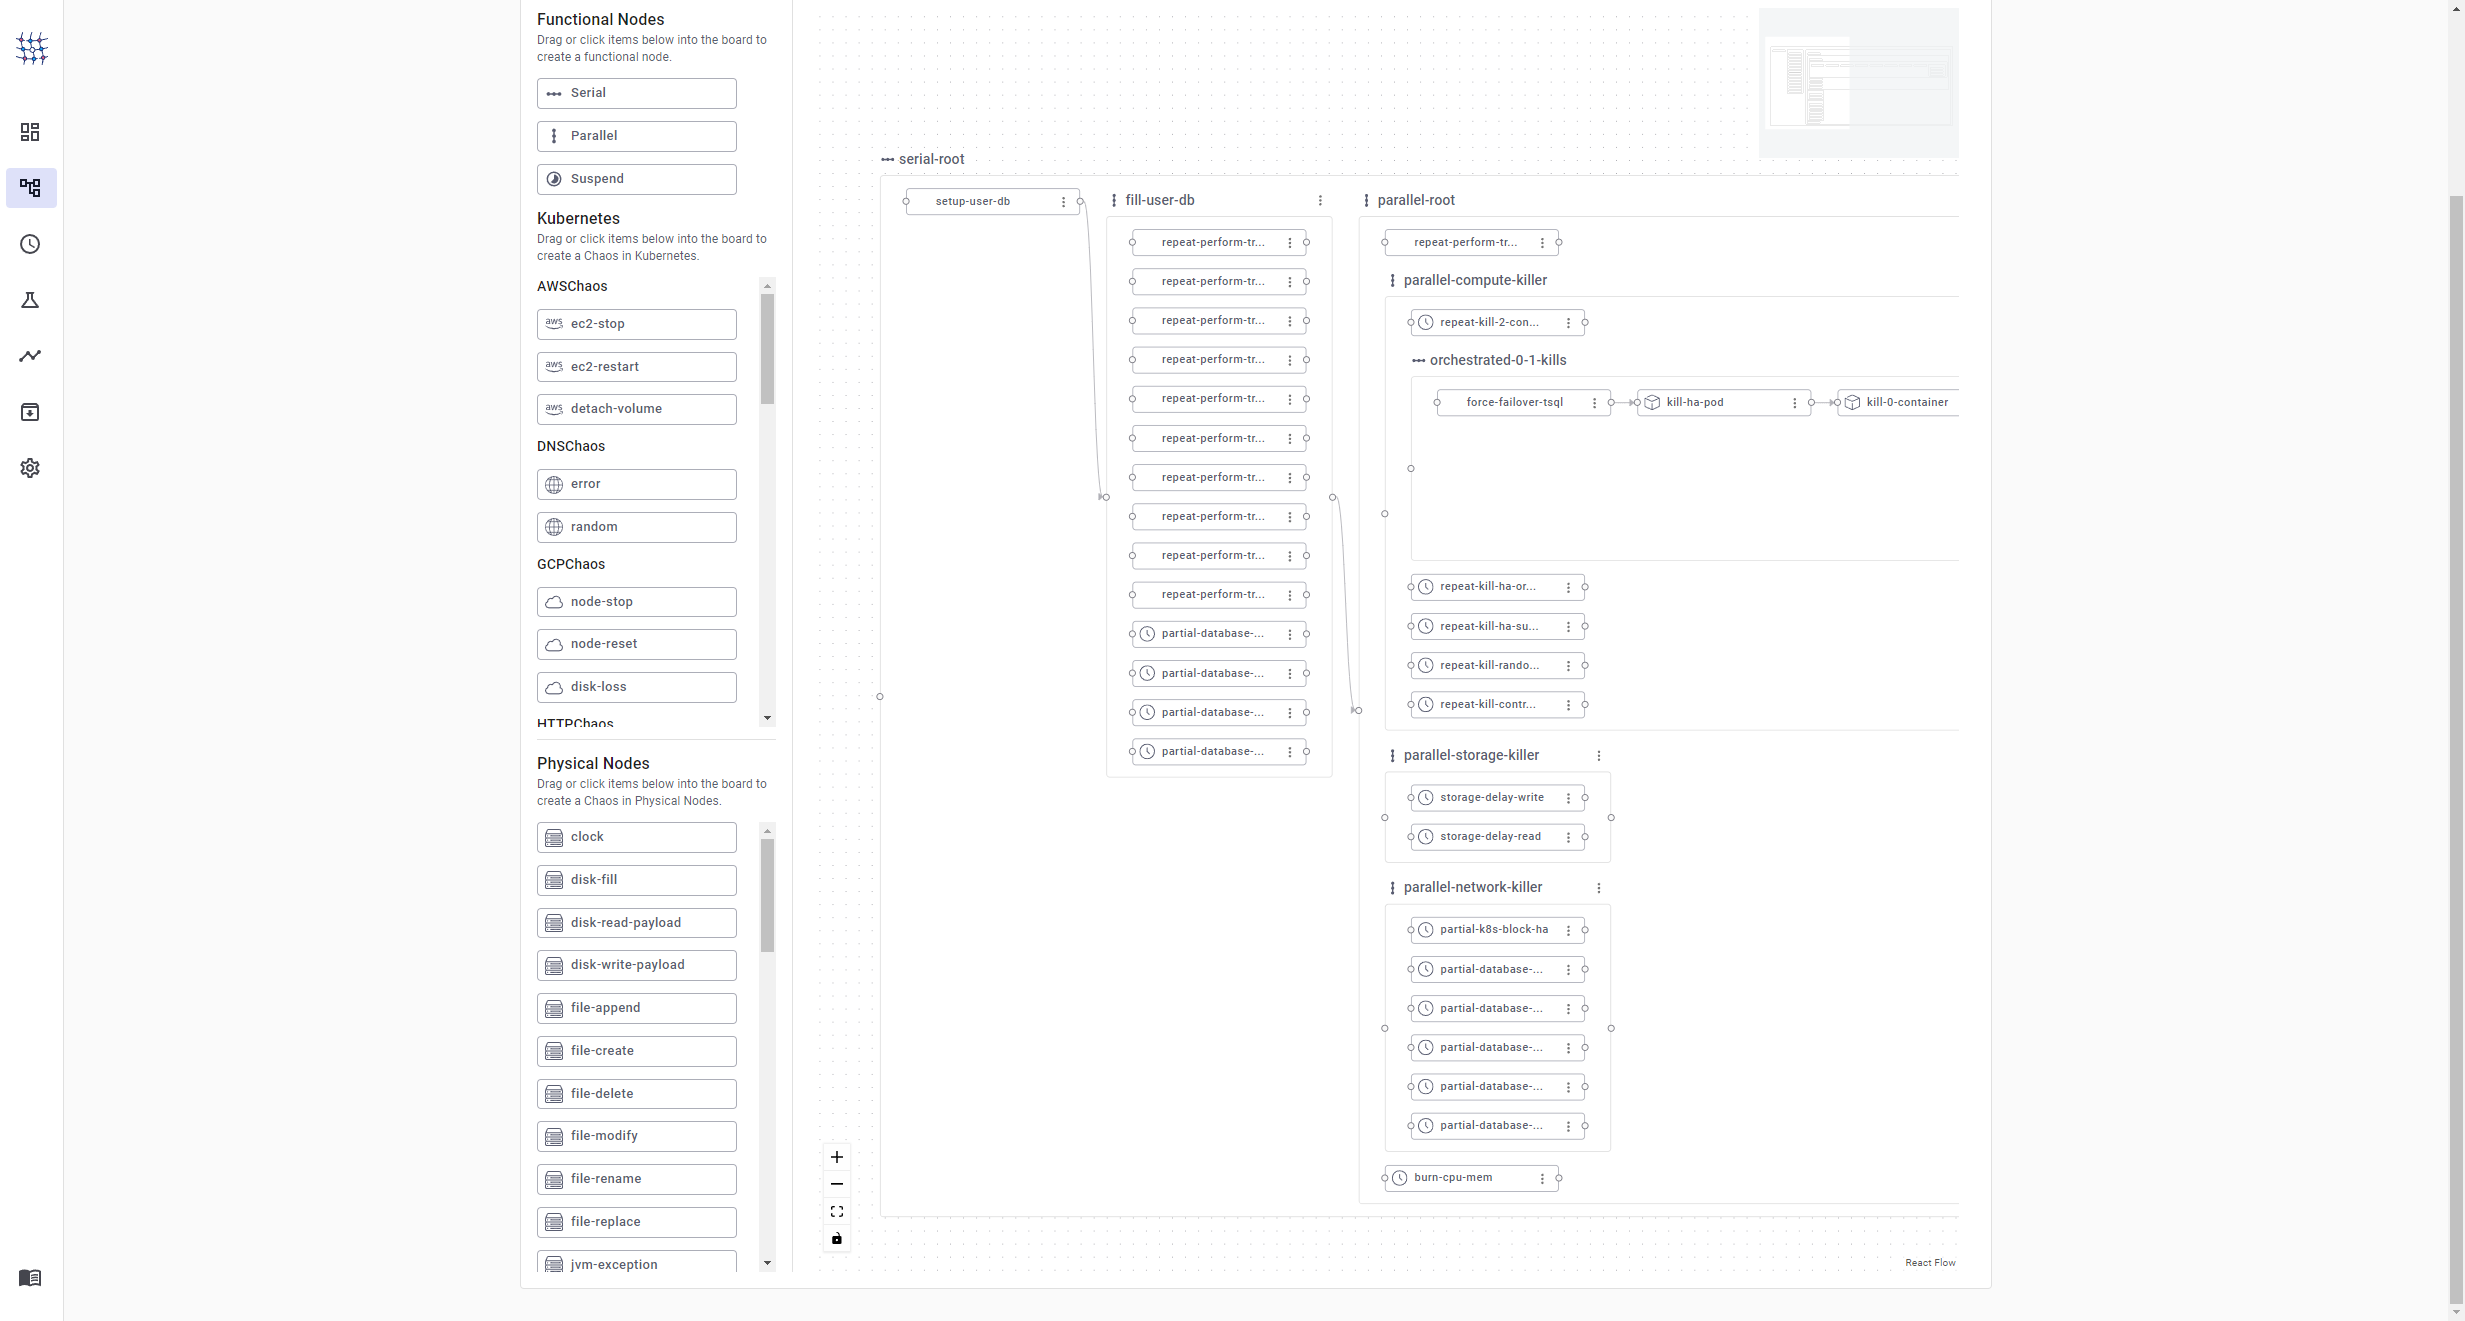 Functional Nodes
Drag or click items below into the board to
create a functional node.
Serial
Parallel
Suspend
Kubernetes
Drag or click items below into the board to
create a Chaos in Kubernetes.
AWSChaos
aws ec2-stop
aws ec2-restart
aws detach-volume
DNSChaos
error
random
GCPChaos
node-stop
node-reset
disk-loss
HTTPChaos
Physical Nodes
Drag or click items below into the board to
create a Chaos in Physical Nodes.
clock
disk-fill
disk-read-payload
disk-write-payload
file-append
file-create
file-delete
file-modify
file-rename
file-replace
jvm-exception
serial-root
setup-user-db
fill-user-db
repeat-perform-tr...
repeat-perform-tr...
repeat-perform-tr...
repeat-perform-tr...
repeat-perform-tr...
repeat-perform-tr...
repeat-perform-tr...
repeat-perform-tr...
repeat-perform-tr...
repeat-perform-tr...
partial-database-...
partial-database-...
partial-database-...
partial-database-...
parallel-root
repeat-perform-tr...
parallel-compute-killer
repeat-kill-2-con...
orchestrated-0-1-kills
force-failover-tsql
kill-ha-pod
kill-0-container
repeat-kill-ha-or...
repeat-kill-ha-su...
repeat-kill-rando...
repeat-kill-contr...
parallel-storage-killer
storage-delay-write
storage-delay-read
parallel-network-killer
partial-k8s-block-ha
partial-database-...
partial-database-...
partial-database-...
partial-database-...
partial-database-...
burn-cpu-mem
React Flow